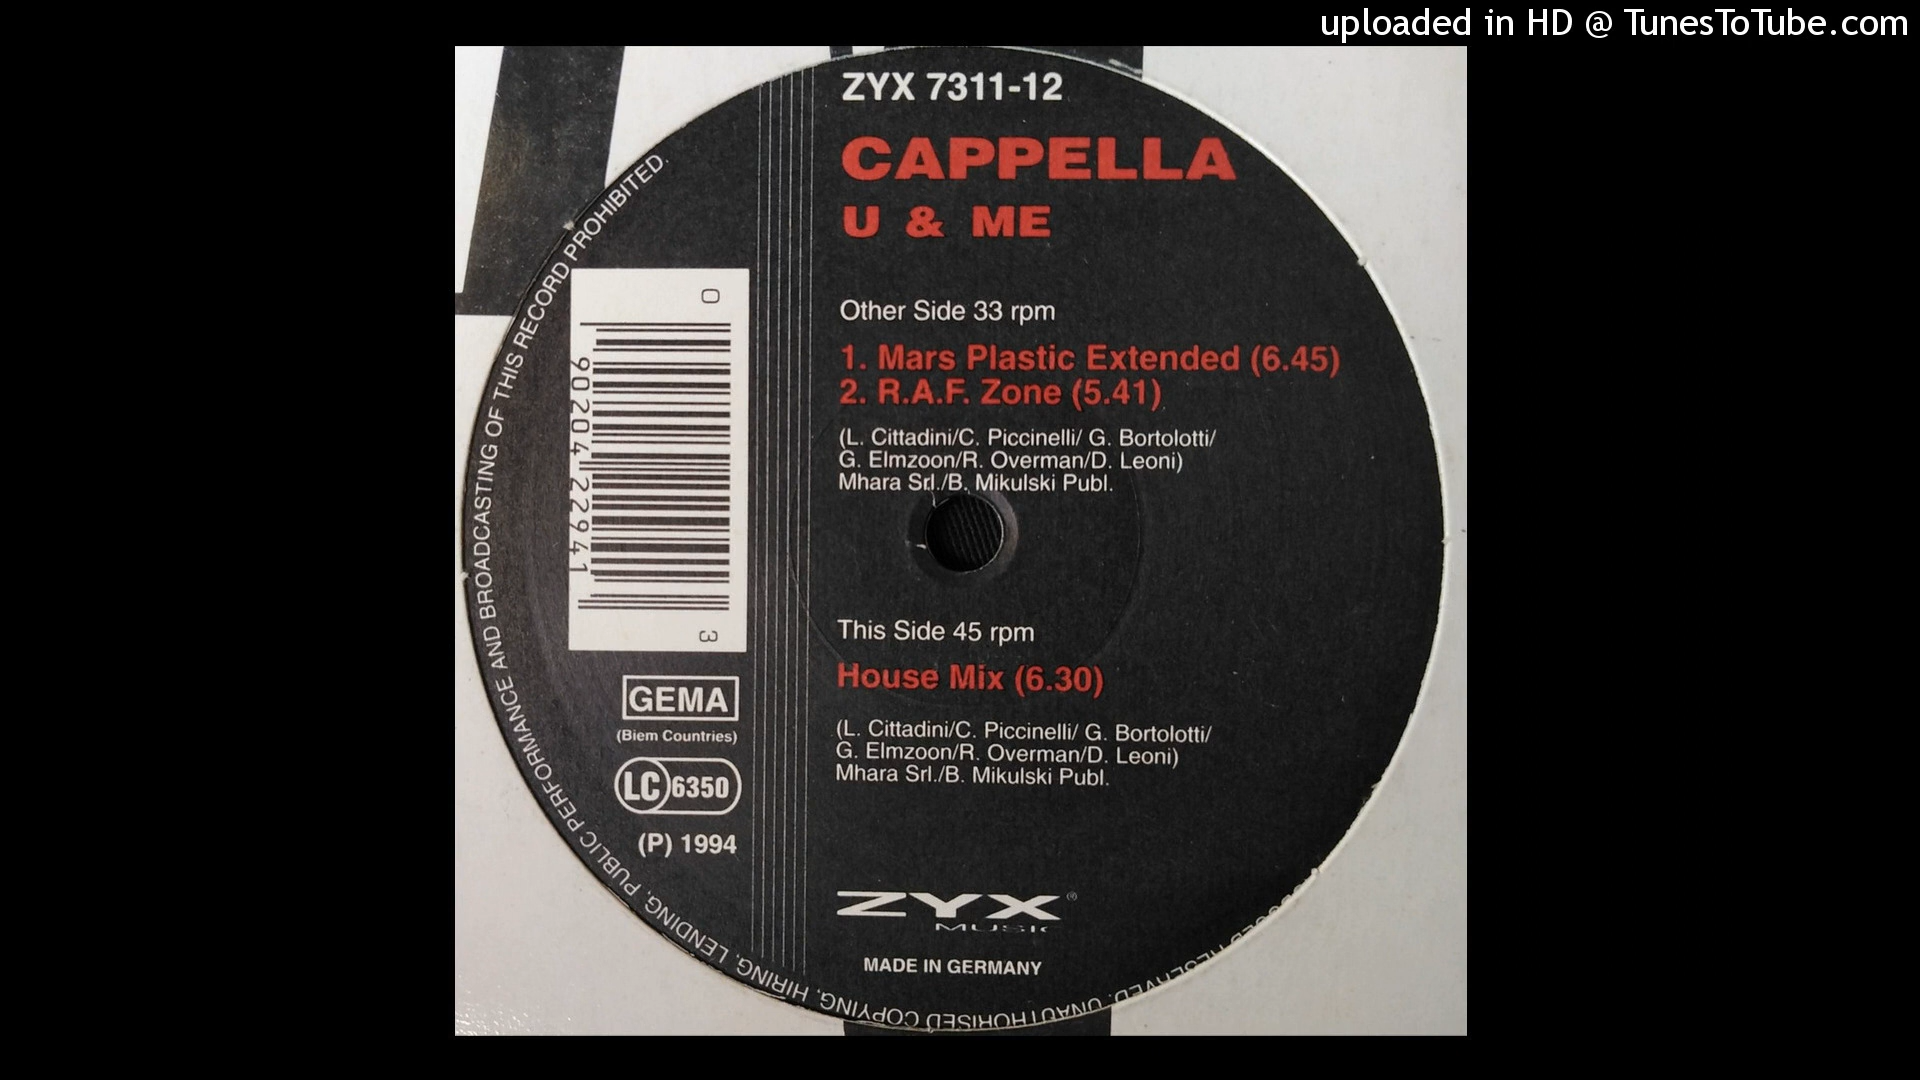 uploaded in HD @ TunesToTube.com
ZYX 7311-12
CAPPELLA
U & ME
Other Side 33 rpm
1. Mars Plastic Extended (6.45)
2. R.A.F. Zone (5.41)
(L. Cittadini/C. Piccinelli/ G. Bortolotti/
G. Elmzoon/R. Overman/D. Leoni)
Mhara Srl./B. Mikulski Publ.
This Side 45 rpm
House Mix (6.30)
(L. Cittadini/C. Piccinelli/ G. Bortolotti/
G. Elmzoon/R. Overman/D. Leoni)
Mhara Srl./B. Mikulski Publ.
0 90204 22941 3
GEMA
(Biem Countries)
LC 6350
(P) 1994
ZYX ®
MUSIC
MADE IN GERMANY
RESERVED. UNAUTHORISED COPYING, HIRING, LENDING, PUBLIC PERFORMANCE AND BROADCASTING OF THIS RECORD PROHIBITED.